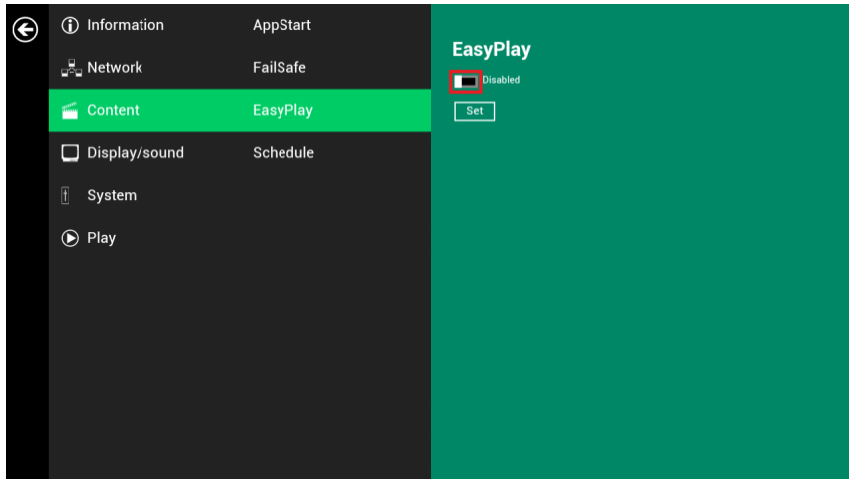 Information
Network
Content
Display/sound
System
Play
AppStart
FailSafe
EasyPlay
Schedule
EasyPlay
Disabled
Set